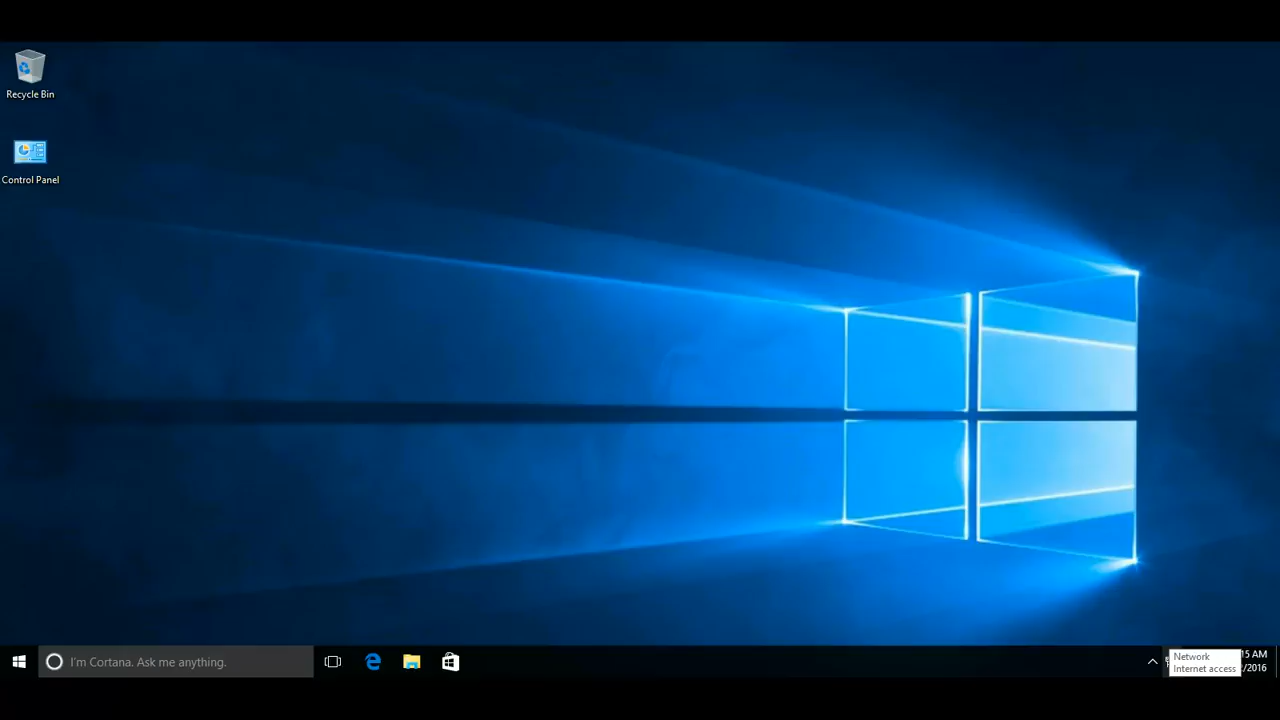 Recycle Bin
Control Panel
I'm Cortana. Ask me anything.
Network
Internet access
15 AM
/2016